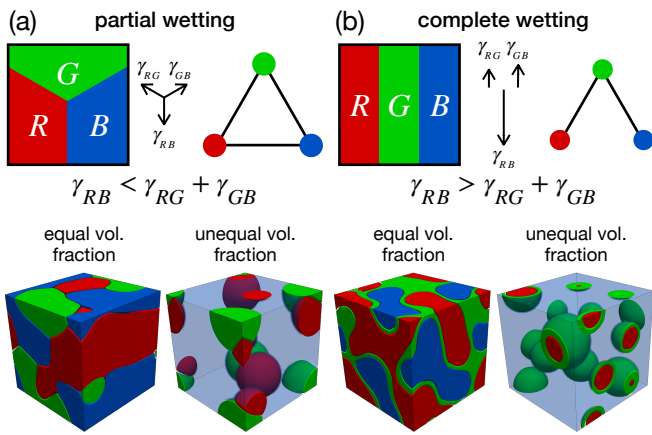 (a) partial wetting
G
R B
γRG γGB
γRB
γRB < γRG + γGB
equal vol.
fraction
unequal vol.
fraction
(b) complete wetting
R G B
γRG γGB
γRB
γRB > γRG + γGB
equal vol.
fraction
unequal vol.
fraction